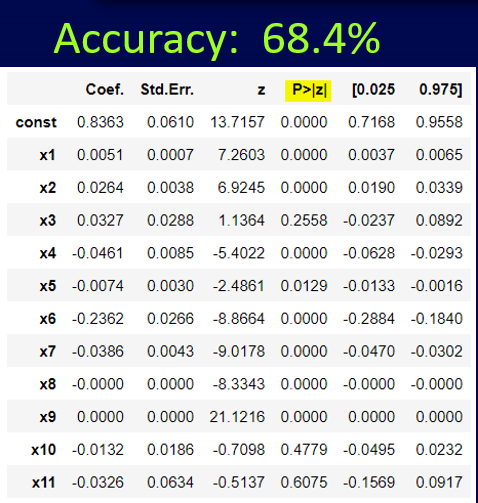 Accuracy: 68.4%
Coef. Std.Err. z P>|z| [0.025 0.975]
const 0.8363 0.0610 13.7157 0.0000 0.7168 0.9558
x1 0.0051 0.0007 7.2603 0.0000 0.0037 0.0065
x2 0.0264 0.0038 6.9245 0.0000 0.0190 0.0339
x3 0.0327 0.0288 1.1364 0.2558 -0.0237 0.0892
x4 -0.0461 0.0085 -5.4022 0.0000 -0.0628 -0.0293
x5 -0.0074 0.0030 -2.4861 0.0129 -0.0133 -0.0016
x6 -0.2362 0.0266 -8.8664 0.0000 -0.2884 -0.1840
x7 -0.0386 0.0043 -9.0178 0.0000 -0.0470 -0.0302
x8 -0.0000 0.0000 -8.3343 0.0000 -0.0000 -0.0000
x9 0.0000 0.0000 21.1216 0.0000 0.0000 0.0000
x10 -0.0132 0.0186 -0.7098 0.4779 -0.0495 0.0232
x11 -0.0326 0.0634 -0.5137 0.6075 -0.1569 0.0917